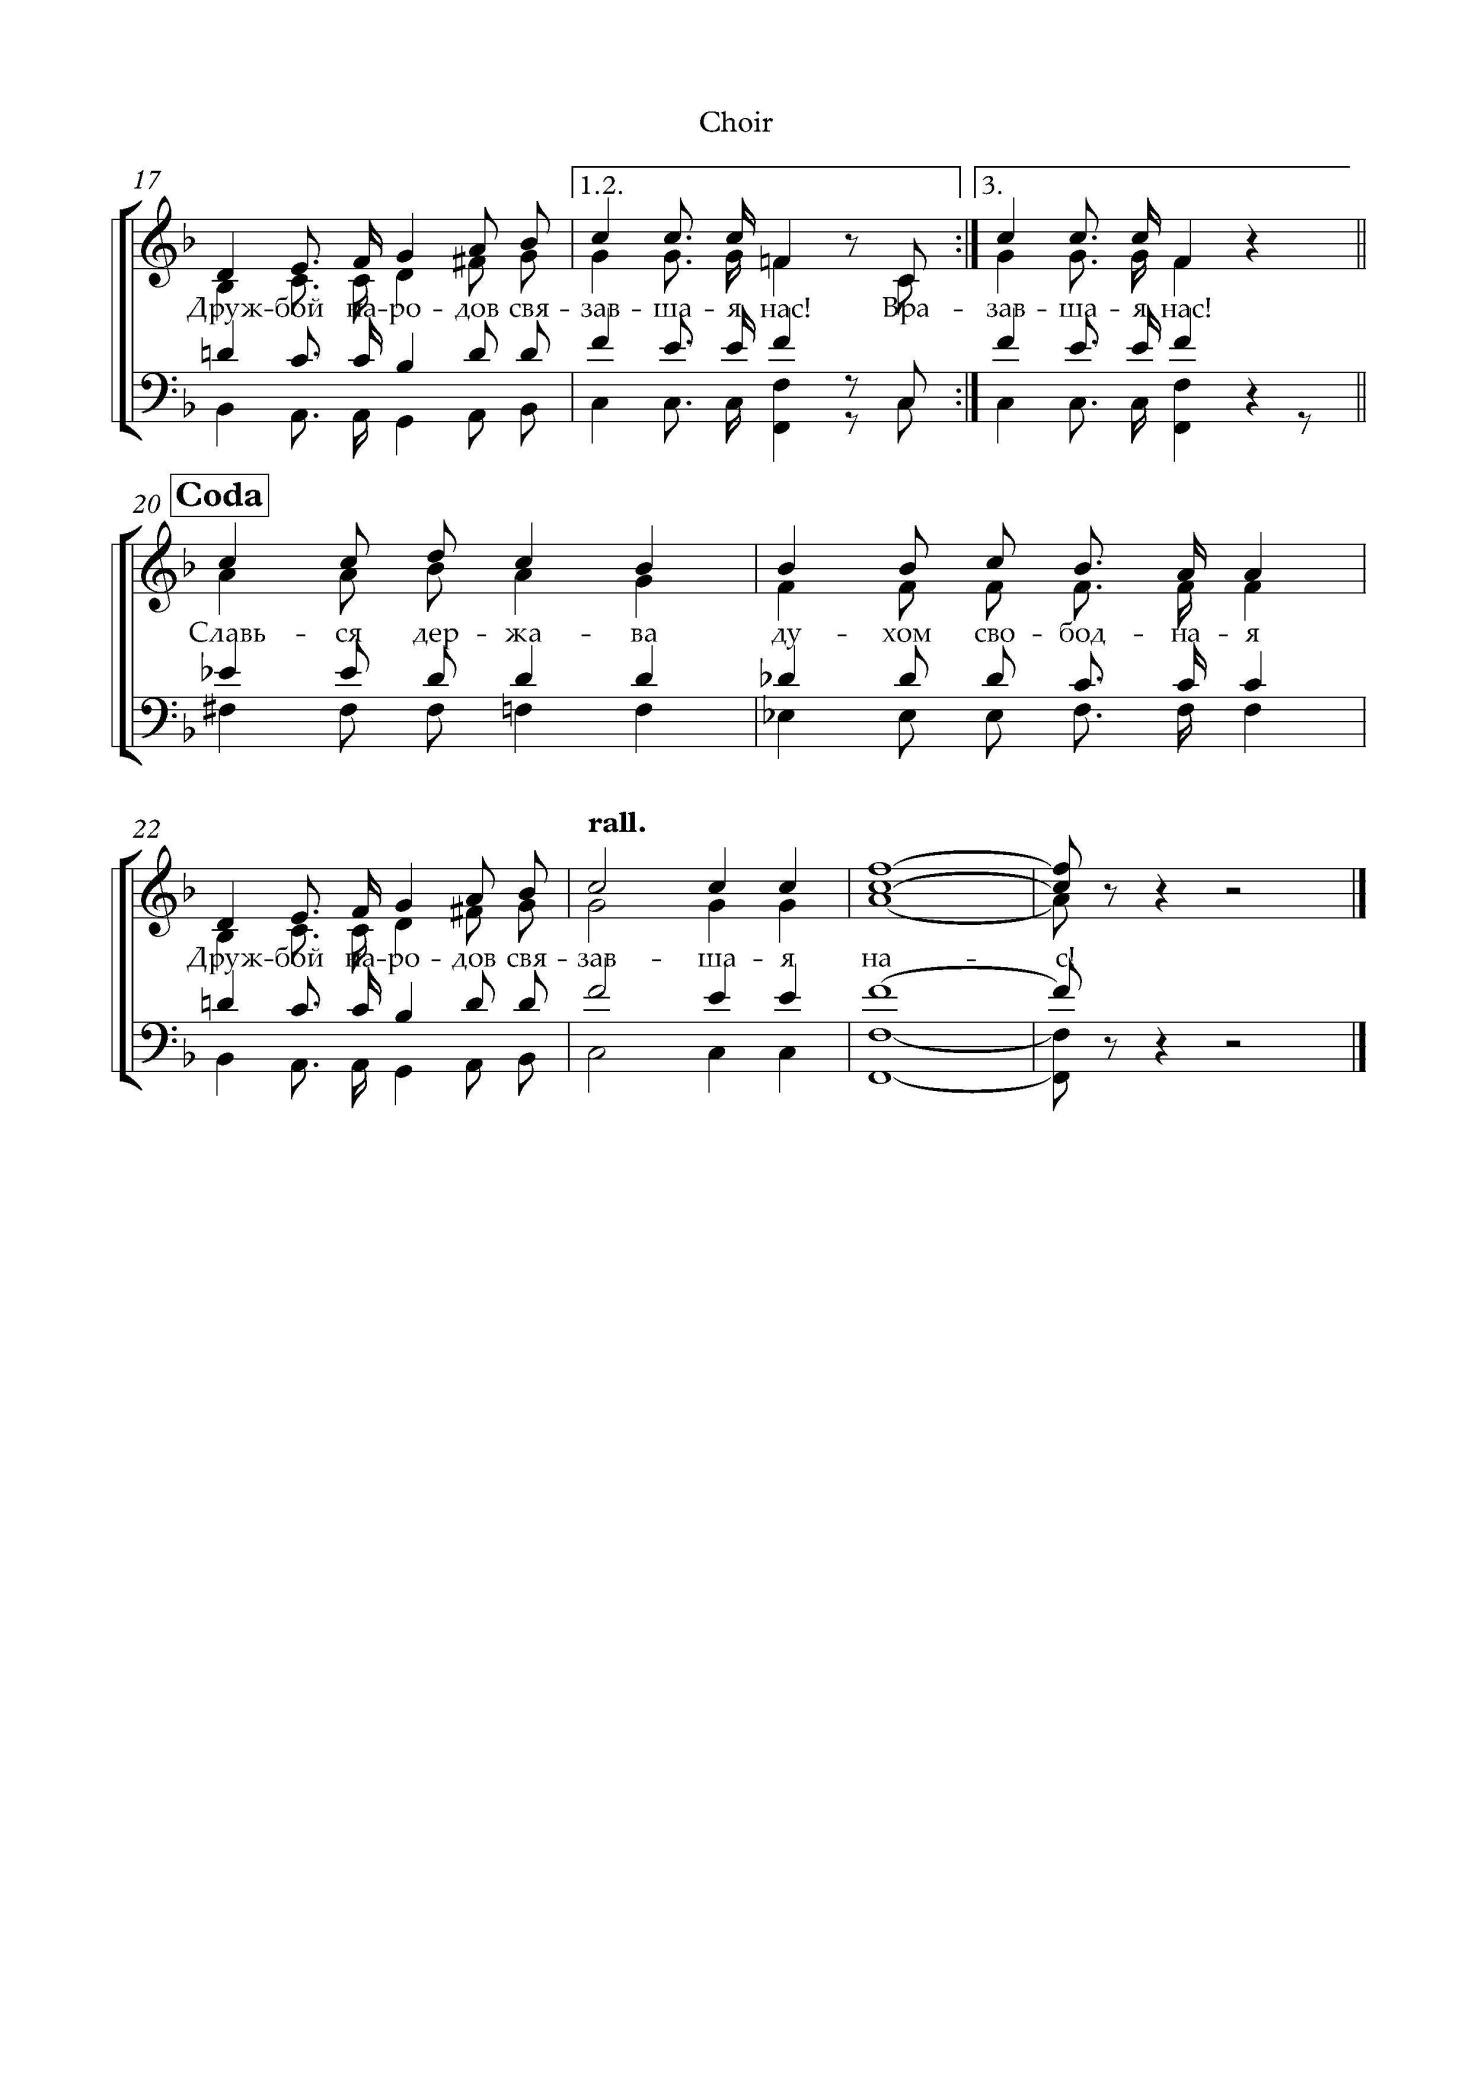 Choir
17
1.2.
3.
Друж-бой на-ро - дов свя - зав - ша - я нас! Вра - зав - ша - я нас!
20 Coda
Славь - ся дер - жа - ва ду - хом сво - бод - на - я
22
rall.
Друж-бой на-ро - дов свя - зав - ша - я на - с!